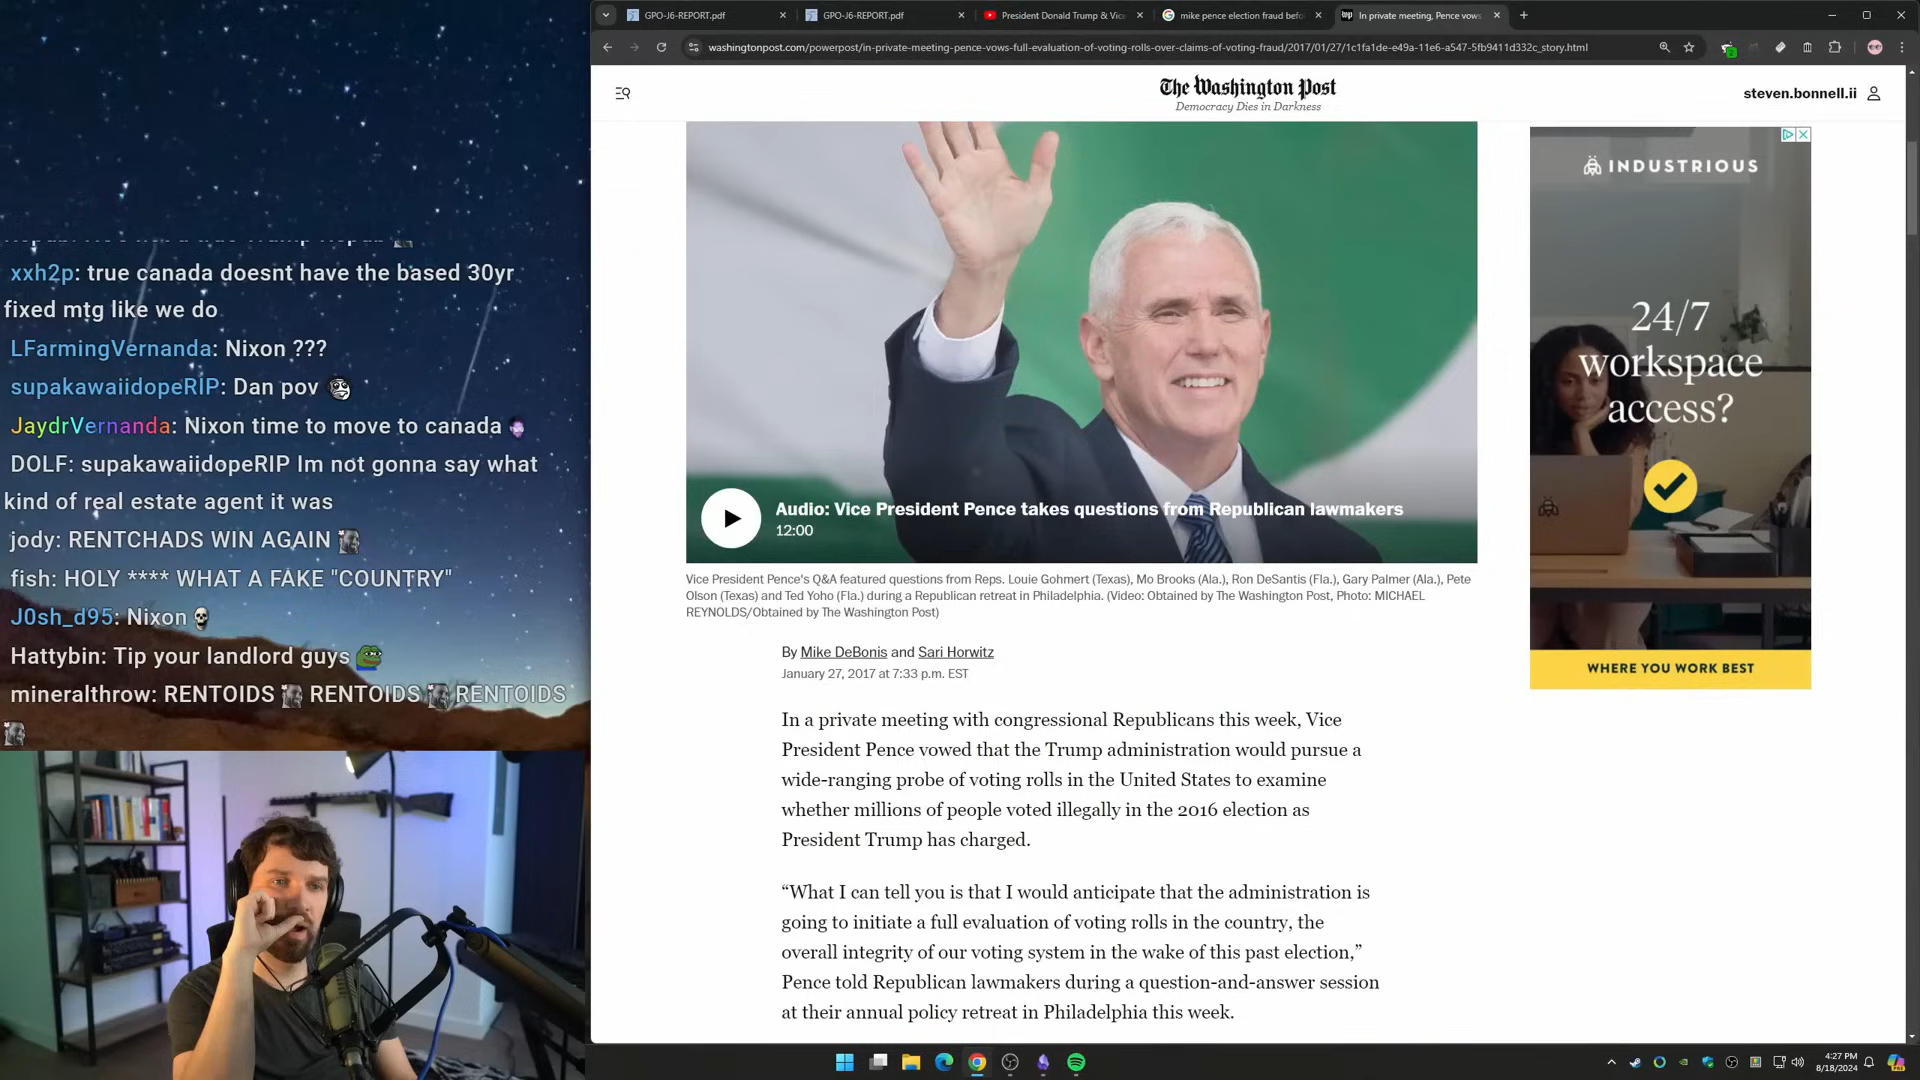 GPO-J6-REPORT.pdf
GPO-J6-REPORT.pdf
President Donald Trump & Vice
mike pence election fraud befo
In private meeting, Pence vows
washingtonpost.com/powerpost/in-private-meeting-pence-vows-full-evaluation-of-voting-rolls-over-claims-of-voting-fraud/2017/01/27/1c1fa1de-e49a-11e6-a547-5fb9411d332c_story.html
The Washington Post
Democracy Dies in Darkness
steven.bonnell.ii
xxh2p: true canada doesnt have the based 30yr
fixed mtg like we do
LFarmingVernanda: Nixon ???
supakawaiidopeRIP: Dan pov
JaydrVernanda: Nixon time to move to canada
DOLF: supakawaiidopeRIP Im not gonna say what
kind of real estate agent it was
jody: RENTCHADS WIN AGAIN
fish: HOLY **** WHAT A FAKE "COUNTRY"
J0sh_d95: Nixon
Hattybin: Tip your landlord guys
mineralthrow: RENTOIDS RENTOIDS RENTOIDS
Audio: Vice President Pence takes questions from Republican lawmakers
12:00
Vice President Pence's Q&A featured questions from Reps. Louie Gohmert (Texas), Mo Brooks (Ala.), Ron DeSantis (Fla.), Gary Palmer (Ala.), Pete
Olson (Texas) and Ted Yoho (Fla.) during a Republican retreat in Philadelphia. (Video: Obtained by The Washington Post, Photo: MICHAEL
REYNOLDS/Obtained by The Washington Post)
By Mike DeBonis and Sari Horwitz
January 27, 2017 at 7:33 p.m. EST
In a private meeting with congressional Republicans this week, Vice
President Pence vowed that the Trump administration would pursue a
wide-ranging probe of voting rolls in the United States to examine
whether millions of people voted illegally in the 2016 election as
President Trump has charged.
“What I can tell you is that I would anticipate that the administration is
going to initiate a full evaluation of voting rolls in the country, the
overall integrity of our voting system in the wake of this past election,”
Pence told Republican lawmakers during a question-and-answer session
at their annual policy retreat in Philadelphia this week.
INDUSTRIOUS
24/7
workspace
access?
WHERE YOU WORK BEST
4:27 PM
8/18/2024